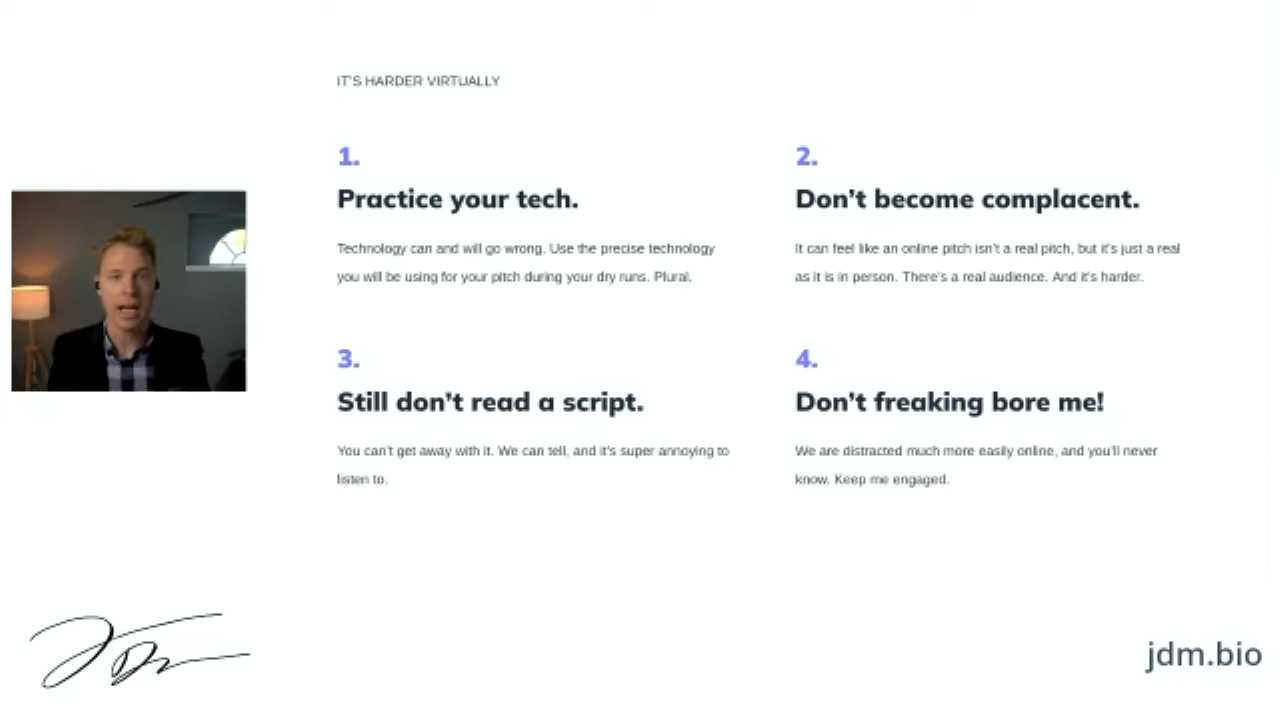 IT'S HARDER VIRTUALLY
1.
Practice your tech.
Technology can and will go wrong. Use the precise technology
you will be using for your pitch during your dry runs. Plural.
2.
Don't become complacent.
It can feel like an online pitch isn't a real pitch, but it's just a real
as it is in person. There's a real audience. And it's harder.
3.
Still don't read a script.
You can't get away with it. We can tell, and it's super annoying to
listen to.
4.
Don't freaking bore me!
We are distracted much more easily online, and you'll never
know. Keep me engaged.
jdm.bio